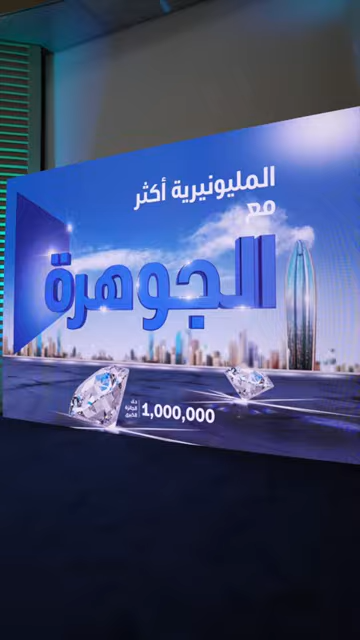 المليونيرية أكثر
مع
الجوهرة
1,000,000
د.ك